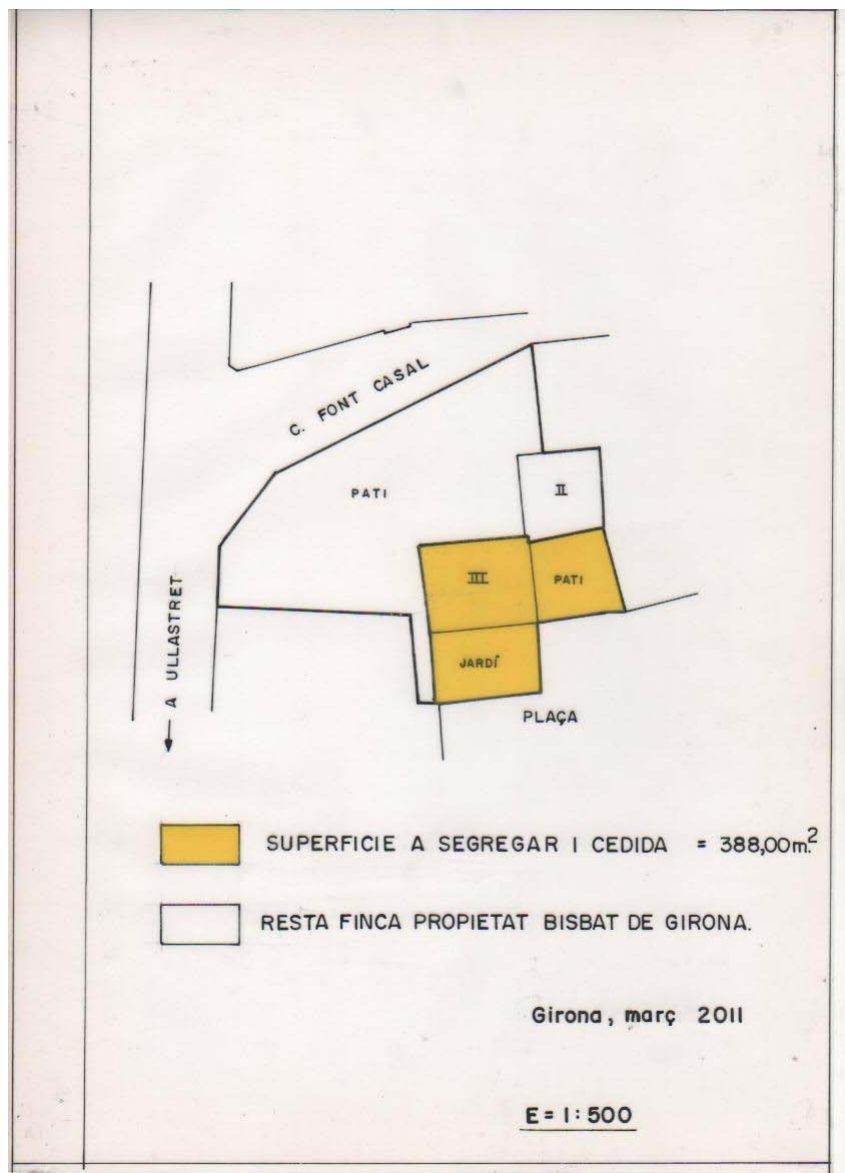 C. FONT CASAL
PATI
II
III
PATI
A ULLASTRET
JARDÍ
PLAÇA
SUPERFICIE A SEGREGAR I CEDIDA = 388,00m.²
RESTA FINCA PROPIETAT BISBAT DE GIRONA.
Girona, març 2011
E = 1:500